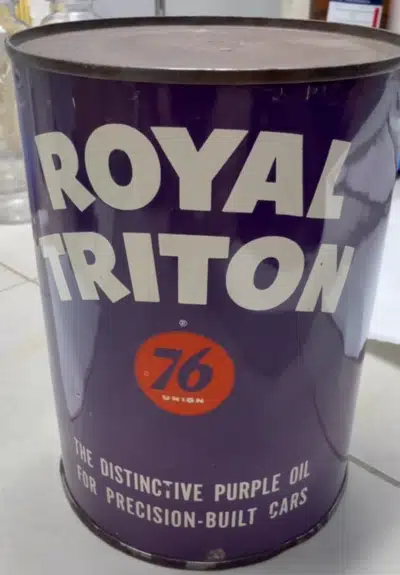 ROYAL
TRITON
®
76
UNION
THE DISTINCTIVE PURPLE OIL
FOR PRECISION-BUILT CARS